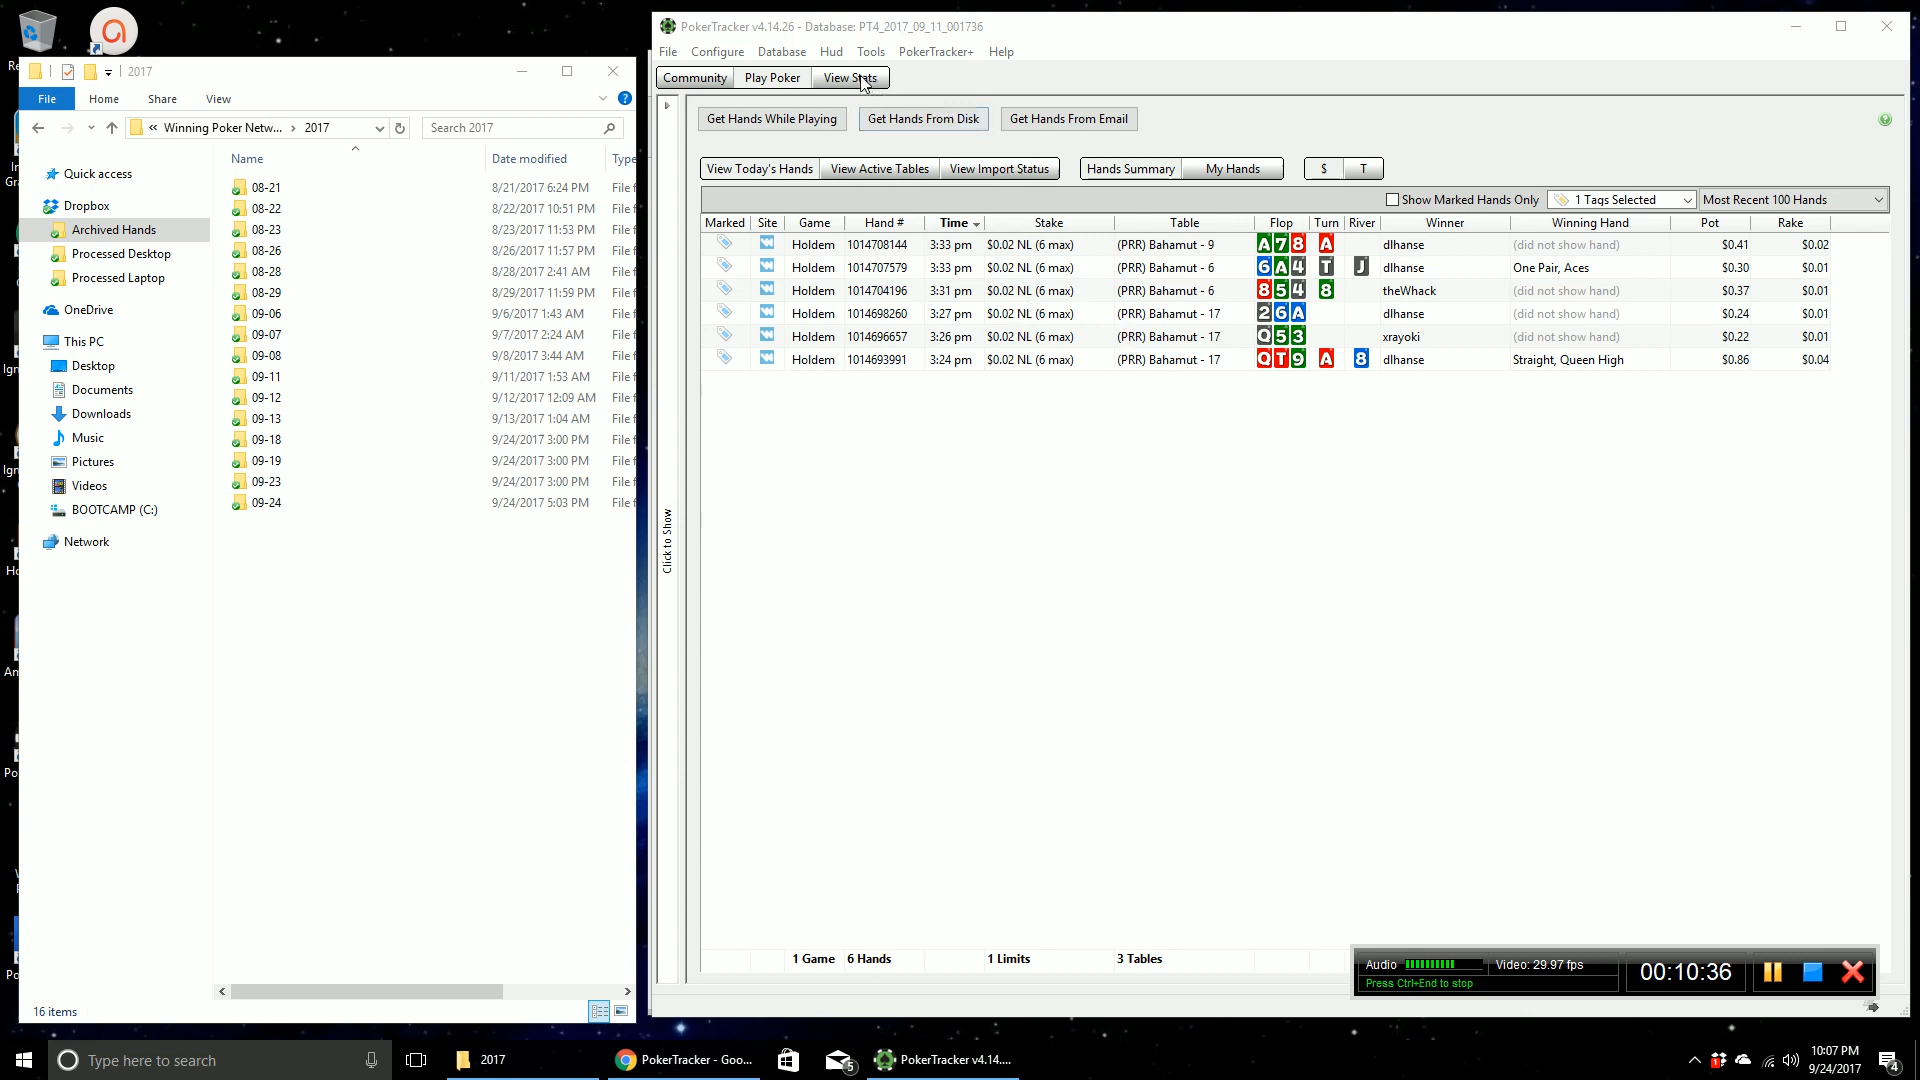 Re
PokerTracker v4.14.26 - Database: PT4_2017_09_11_001736
File Configure Database Hud Tools PokerTracker+ Help
Community Play Poker View Stats
2017
File Home Share View
« Winning Poker Netw... > 2017
Search 2017
Name Date modified Type
Quick access
Dropbox
Archived Hands
Processed Desktop
Processed Laptop
OneDrive
This PC
Desktop
Documents
Downloads
Music
Pictures
Videos
BOOTCAMP (C:)
Network
08-21 8/21/2017 6:24 PM File f
08-22 8/22/2017 10:51 PM File f
08-23 8/23/2017 11:53 PM File f
08-26 8/26/2017 11:57 PM File f
08-28 8/28/2017 2:41 AM File f
08-29 8/29/2017 11:59 PM File f
09-06 9/6/2017 1:43 AM File f
09-07 9/7/2017 2:24 AM File f
09-08 9/8/2017 3:44 AM File f
09-11 9/11/2017 1:53 AM File f
09-12 9/12/2017 12:09 AM File f
09-13 9/13/2017 1:04 AM File f
09-18 9/24/2017 3:00 PM File f
09-19 9/24/2017 3:00 PM File f
09-23 9/24/2017 3:00 PM File f
09-24 9/24/2017 5:03 PM File f
16 items
Get Hands While Playing Get Hands From Disk Get Hands From Email
View Today's Hands View Active Tables View Import Status Hands Summary My Hands $ T
Show Marked Hands Only 1 Tags Selected Most Recent 100 Hands
Marked Site Game Hand # Time Stake Table Flop Turn River Winner Winning Hand Pot Rake
Holdem 1014708144 3:33 pm $0.02 NL (6 max) (PRR) Bahamut - 9 A 7 8 A dlhanse (did not show hand) $0.41 $0.02
Holdem 1014707579 3:33 pm $0.02 NL (6 max) (PRR) Bahamut - 6 6 A 4 T J dlhanse One Pair, Aces $0.30 $0.01
Holdem 1014704196 3:31 pm $0.02 NL (6 max) (PRR) Bahamut - 6 8 5 4 8 theWhack (did not show hand) $0.37 $0.01
Holdem 1014698260 3:27 pm $0.02 NL (6 max) (PRR) Bahamut - 17 2 6 A dlhanse (did not show hand) $0.24 $0.01
Holdem 1014696657 3:26 pm $0.02 NL (6 max) (PRR) Bahamut - 17 Q 5 3 xrayoki (did not show hand) $0.22 $0.01
Holdem 1014693991 3:24 pm $0.02 NL (6 max) (PRR) Bahamut - 17 Q T 9 A 8 dlhanse Straight, Queen High $0.86 $0.04
Click to Show
1 Game 6 Hands 1 Limits 3 Tables
Audio Video: 29.97 fps
Press Ctrl+End to stop
00:10:36
Type here to search
2017
PokerTracker - Goo...
5
PokerTracker v4.14....
10:07 PM
9/24/2017
4